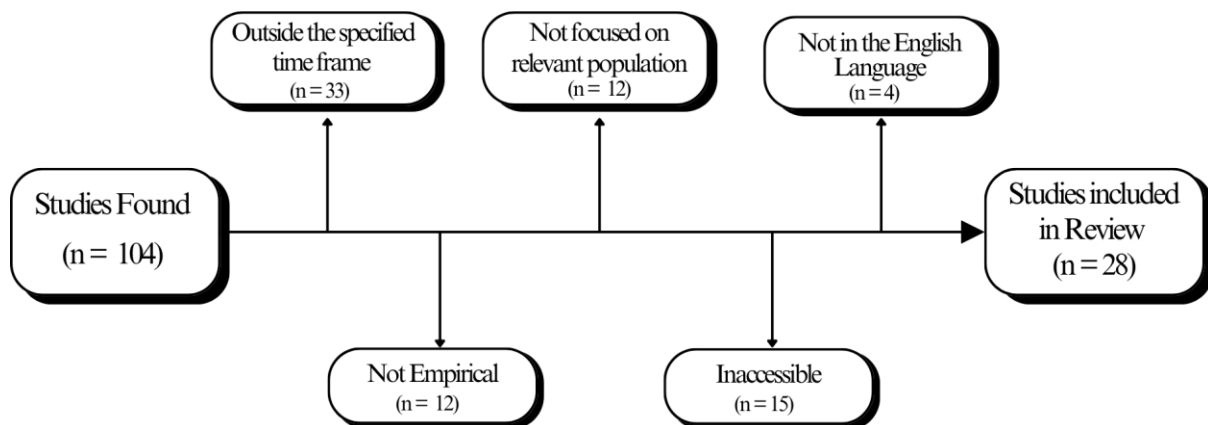 Outside the specified
time frame
(n = 33)
Not focused on
relevant population
(n = 12)
Not in the English
Language
(n = 4)
Studies Found
(n = 104)
Studies included
in Review
(n = 28)
Not Empirical
(n = 12)
Inaccessible
(n = 15)